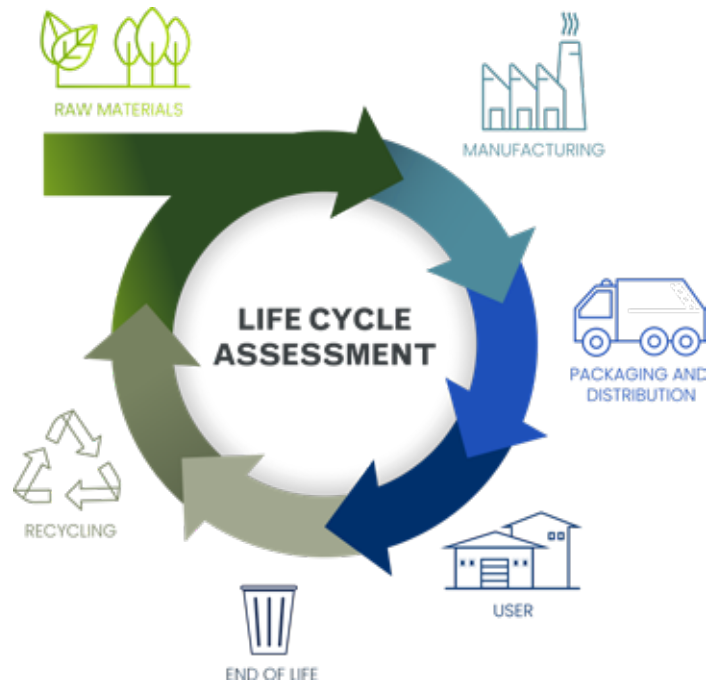 RAW MATERIALS
MANUFACTURING
LIFE CYCLE
ASSESSMENT
PACKAGING AND
DISTRIBUTION
RECYCLING
USER
END OF LIFE